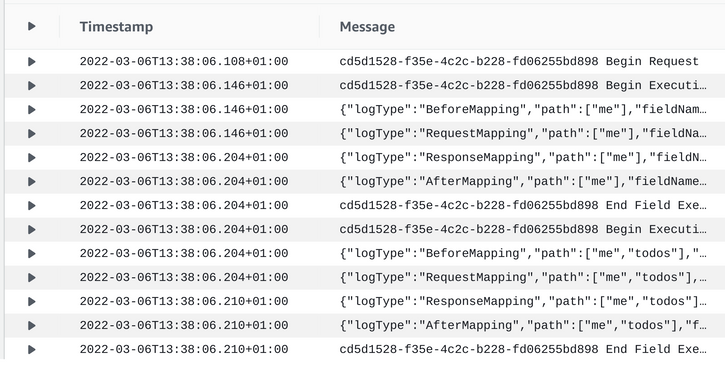 Timestamp Message
2022-03-06T13:38:06.108+01:00 cd5d1528-f35e-4c2c-b228-fd06255bd898 Begin Request
2022-03-06T13:38:06.146+01:00 cd5d1528-f35e-4c2c-b228-fd06255bd898 Begin Executi…
2022-03-06T13:38:06.146+01:00 {"logType":"BeforeMapping","path":["me"],"fieldNam…
2022-03-06T13:38:06.146+01:00 {"logType":"RequestMapping","path":["me"],"fieldNa…
2022-03-06T13:38:06.204+01:00 {"logType":"ResponseMapping","path":["me"],"fieldN…
2022-03-06T13:38:06.204+01:00 {"logType":"AfterMapping","path":["me"],"fieldName…
2022-03-06T13:38:06.204+01:00 cd5d1528-f35e-4c2c-b228-fd06255bd898 End Field Exe…
2022-03-06T13:38:06.204+01:00 cd5d1528-f35e-4c2c-b228-fd06255bd898 Begin Executi…
2022-03-06T13:38:06.204+01:00 {"logType":"BeforeMapping","path":["me","todos"],"…
2022-03-06T13:38:06.204+01:00 {"logType":"RequestMapping","path":["me","todos"],…
2022-03-06T13:38:06.210+01:00 {"logType":"ResponseMapping","path":["me","todos"]…
2022-03-06T13:38:06.210+01:00 {"logType":"AfterMapping","path":["me","todos"],"f…
2022-03-06T13:38:06.210+01:00 cd5d1528-f35e-4c2c-b228-fd06255bd898 End Field Exe…